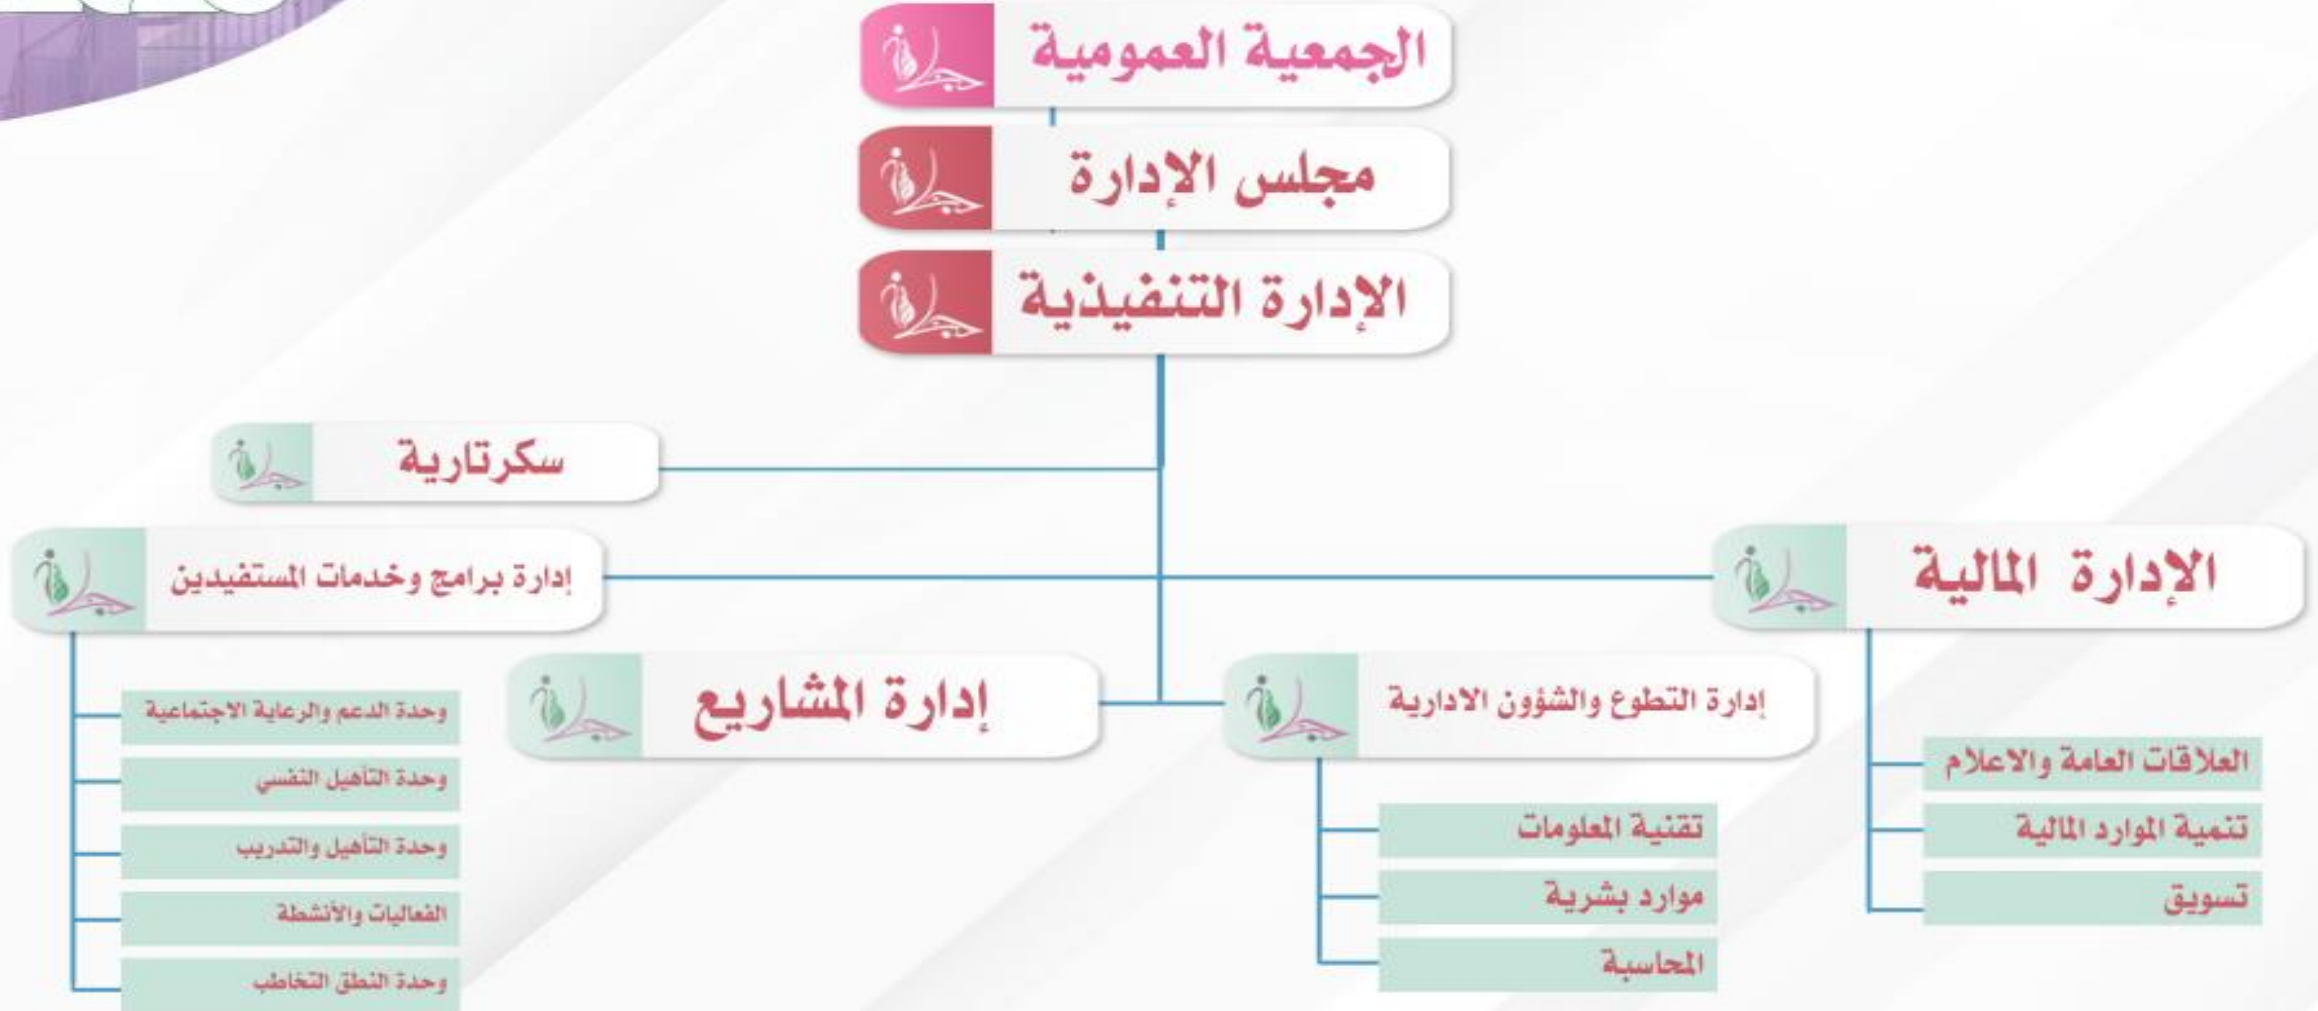 الجمعية العمومية
مجلس الإدارة
الإدارة التنفيذية
سكرتارية
الإدارة المالية
العلاقات العامة والاعلام
تنمية الموارد المالية
تسويق
إدارة التطوع والشؤون الادارية
تقنية المعلومات
موارد بشرية
المحاسبة
إدارة المشاريع
إدارة برامج وخدمات المستفيدين
وحدة الدعم والرعاية الاجتماعية
وحدة التأهيل النفسي
وحدة التأهيل والتدريب
الفعاليات والأنشطة
وحدة النطق التخاطب